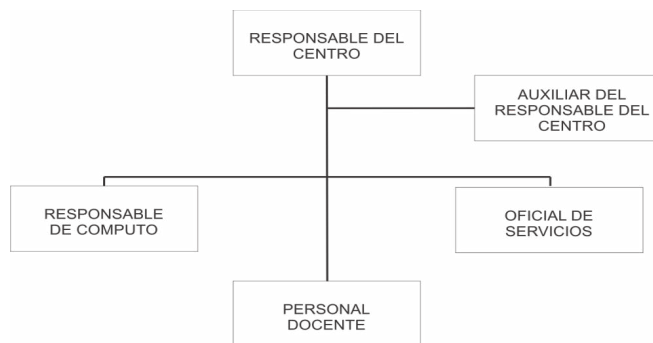 RESPONSABLE DEL
CENTRO
AUXILIAR DEL
RESPONSABLE DEL
CENTRO
RESPONSABLE
DE COMPUTO
OFICIAL DE
SERVICIOS
PERSONAL
DOCENTE